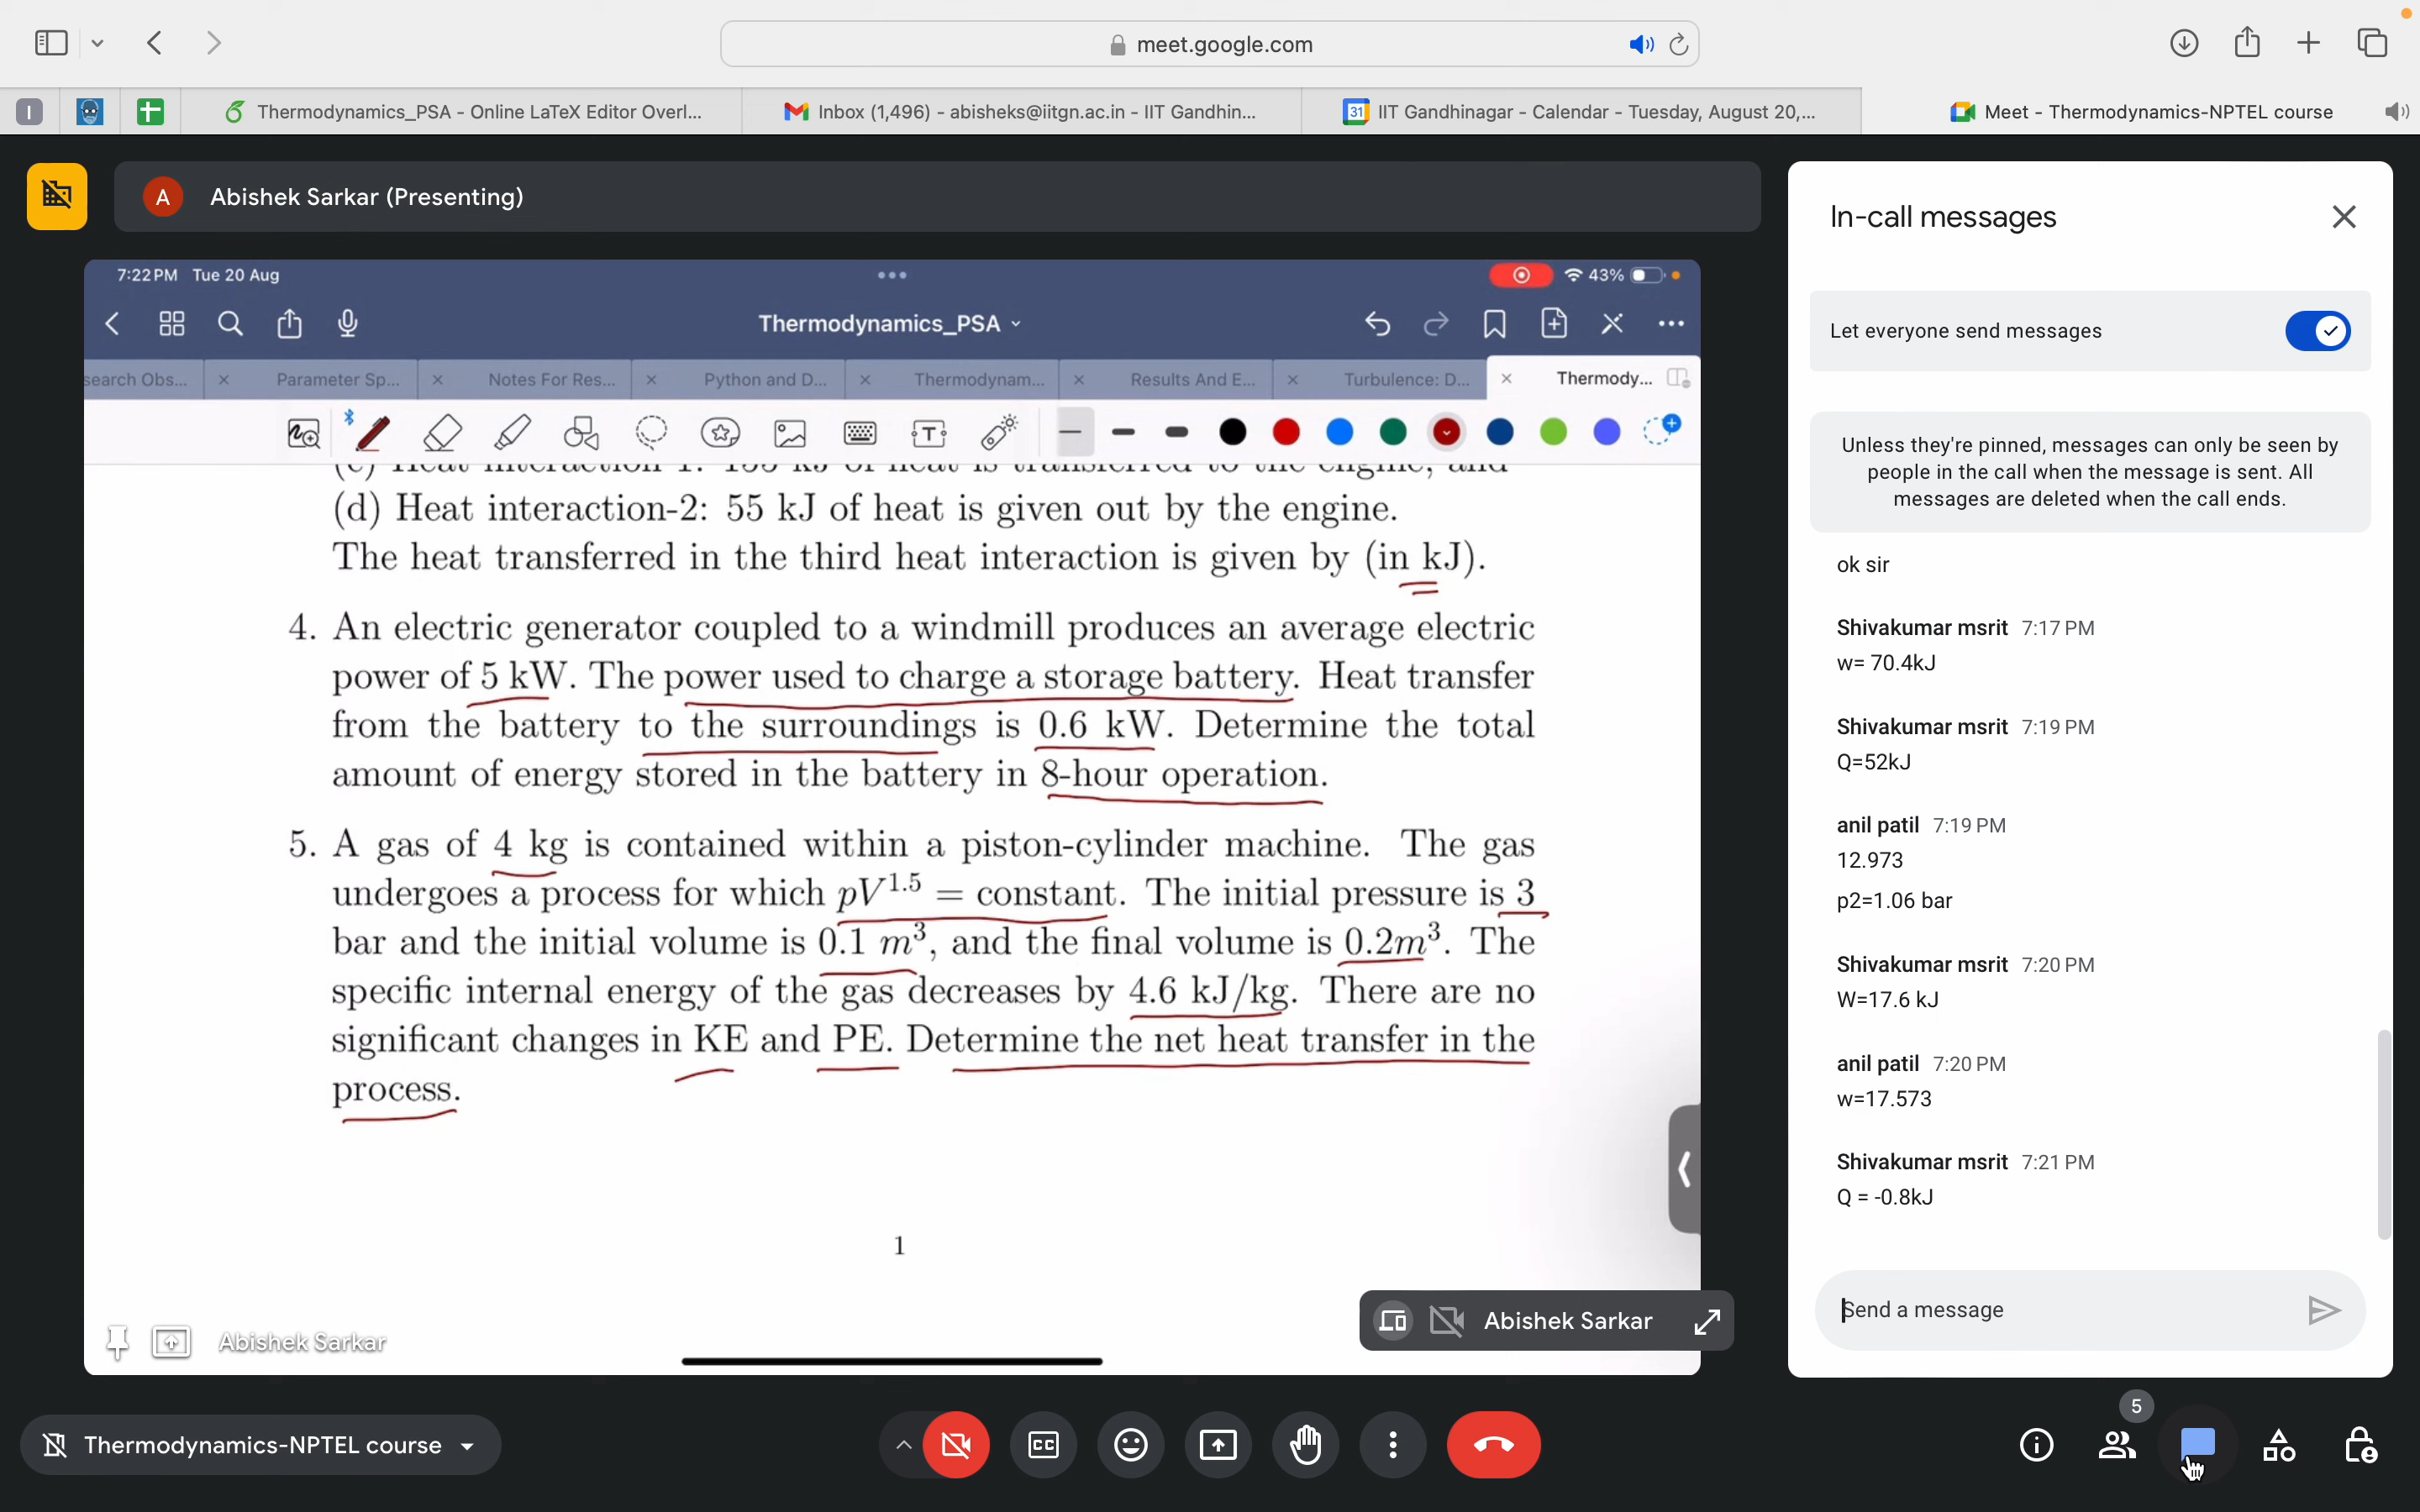 meet.google.com
Thermodynamics_PSA - Online LaTeX Editor Overl...
Inbox (1,496) - abisheks@iitgn.ac.in - IIT Gandhin...
31
IIT Gandhinagar - Calendar - Tuesday, August 20,...
Meet - Thermodynamics-NPTEL course
A
Abishek Sarkar (Presenting)
7:22 PM Tue 20 Aug
43%
Thermodynamics_PSA
search Obs...
Parameter Sp...
Notes For Res...
Python and D...
Thermodynam...
Results And E...
Turbulence: D...
Thermody...
(d) Heat interaction-2: 55 kJ of heat is given out by the engine.
The heat transferred in the third heat interaction is given by (in kJ).
4. An electric generator coupled to a windmill produces an average electric
power of 5 kW. The power used to charge a storage battery. Heat transfer
from the battery to the surroundings is 0.6 kW. Determine the total
amount of energy stored in the battery in 8-hour operation.
5. A gas of 4 kg is contained within a piston-cylinder machine. The gas
undergoes a process for which pV^1.5 = constant. The initial pressure is 3
bar and the initial volume is 0.1 m³, and the final volume is 0.2m³. The
specific internal energy of the gas decreases by 4.6 kJ/kg. There are no
significant changes in KE and PE. Determine the net heat transfer in the
process.
1
Abishek Sarkar
Abishek Sarkar
In-call messages
Let everyone send messages
Unless they're pinned, messages can only be seen by
people in the call when the message is sent. All
messages are deleted when the call ends.
ok sir
Shivakumar msrit 7:17 PM
w= 70.4kJ
Shivakumar msrit 7:19 PM
Q=52kJ
anil patil 7:19 PM
12.973
p2=1.06 bar
Shivakumar msrit 7:20 PM
W=17.6 kJ
anil patil 7:20 PM
w=17.573
Shivakumar msrit 7:21 PM
Q = -0.8kJ
Send a message
Thermodynamics-NPTEL course
CC
5